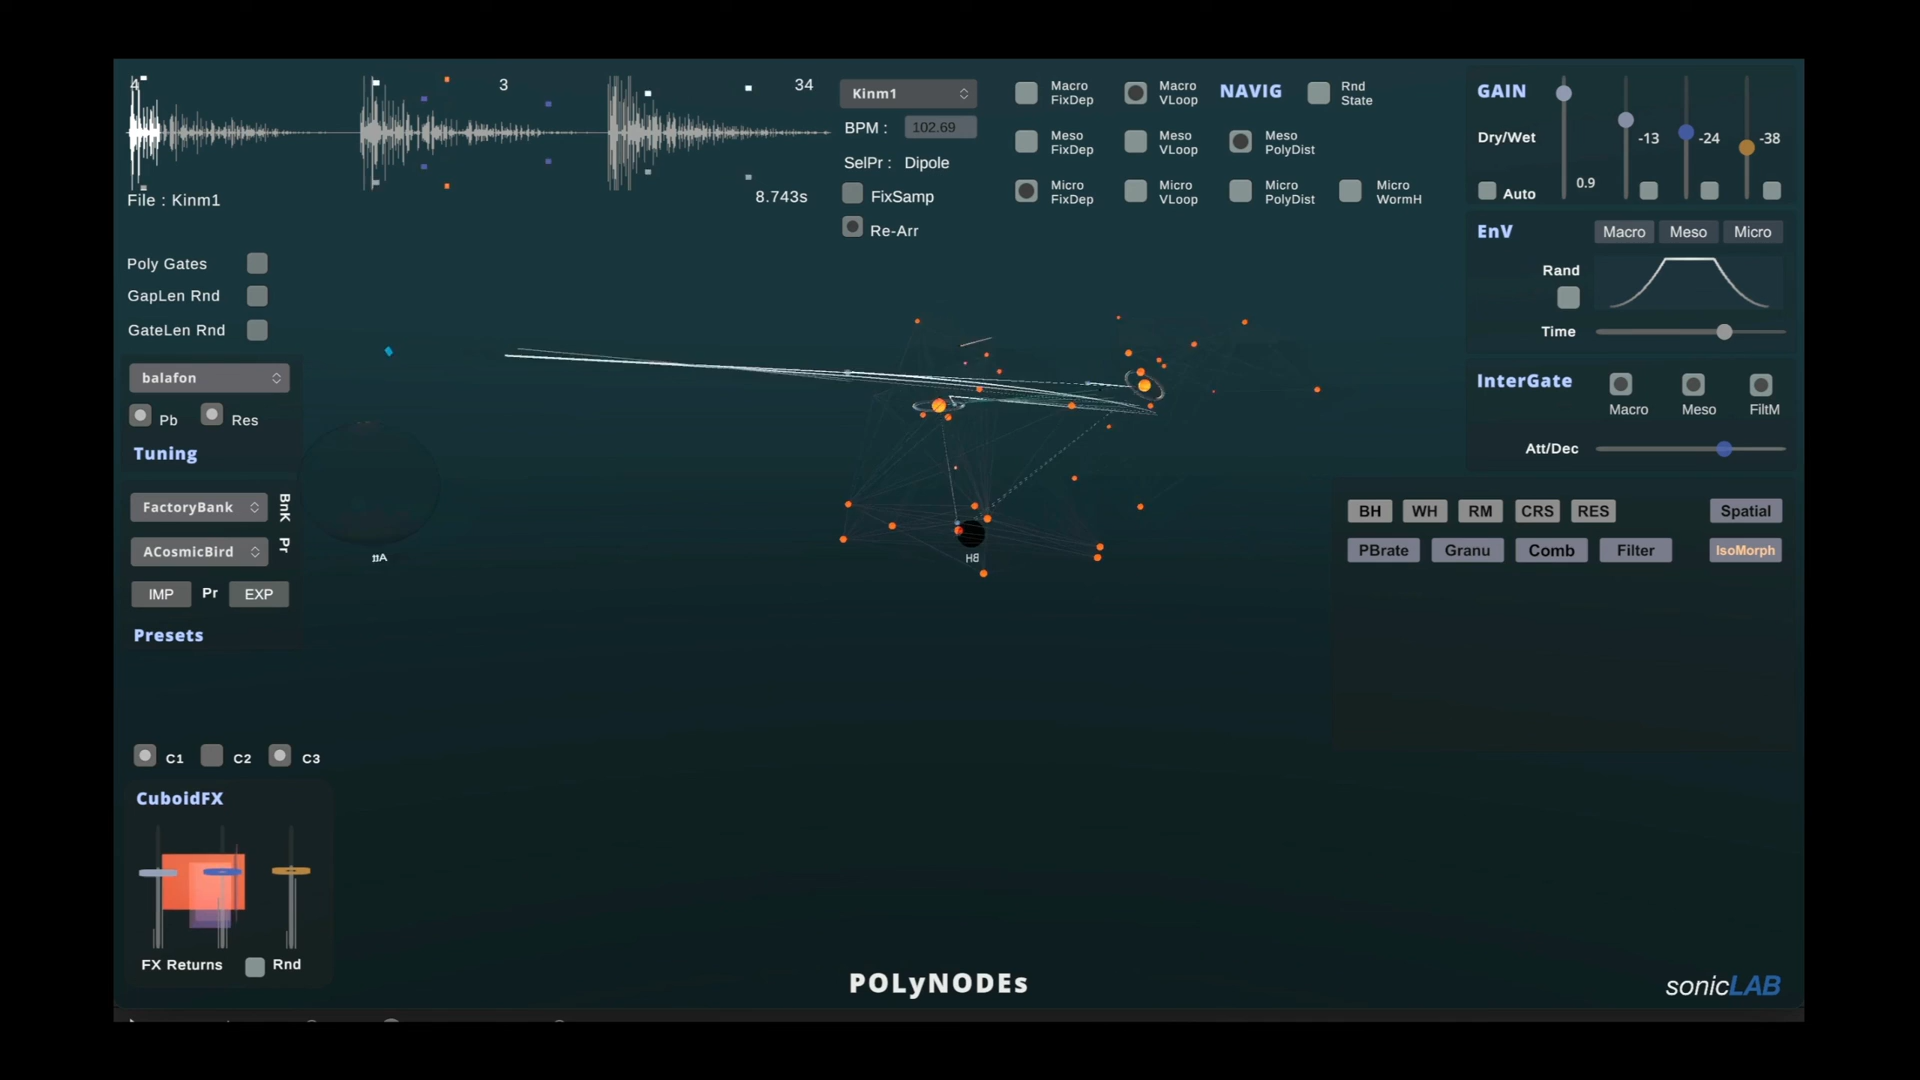 4
3
34
File : Kinm1
8.743s
Kinm1
BPM : 102.69
SelPr : Dipole
FixSamp
Re-Arr
Macro FixDep
Macro VLoop
NAVIG
Rnd State
Meso FixDep
Meso VLoop
Meso PolyDist
Micro FixDep
Micro VLoop
Micro PolyDist
Micro WormH
GAIN
Dry/Wet
-13
-24
-38
0.9
Auto
EnV
Macro
Meso
Micro
Rand
Time
InterGate
Macro
Meso
FiltM
Att/Dec
Poly Gates
GapLen Rnd
GateLen Rnd
balafon
Pb
Res
Tuning
FactoryBank
BnK
ACosmicBird
Pr
IMP
Pr
EXP
Presets
BH
BH
WH
RM
CRS
RES
Spatial
PBrate
Granu
Comb
Filter
IsoMorph
C1
C2
C3
CuboidFX
FX Returns
Rnd
POLyNODEs
sonicLAB